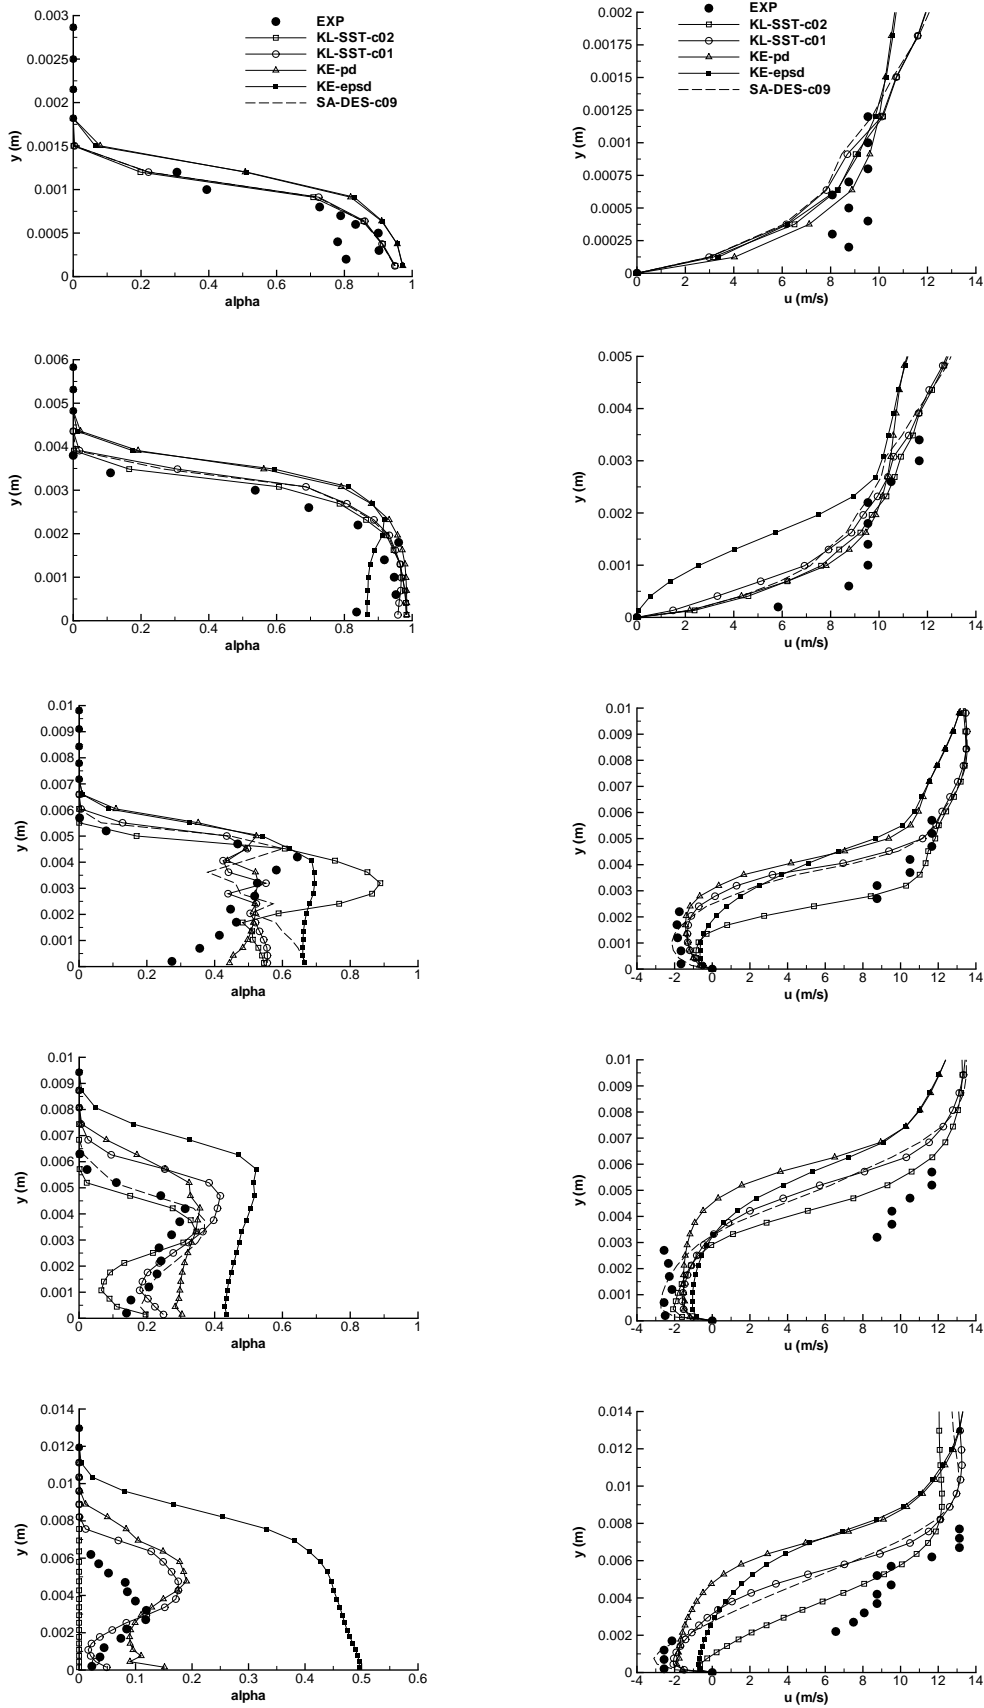 0.003
0.0025
0.002
0.0015
0.001
0.0005
0
y (m)
0 0.2 0.4 0.6 0.8 1
alpha
EXP
KL-SST-c02
KL-SST-c01
KE-pd
KE-epsd
SA-DES-c09
0.002
0.00175
0.0015
0.00125
0.001
0.00075
0.0005
0.00025
0
y (m)
0 2 4 6 8 10 12 14
u (m/s)
EXP
KL-SST-c02
KL-SST-c01
KE-pd
KE-epsd
SA-DES-c09
0.006
0.005
0.004
0.003
0.002
0.001
0
y (m)
0 0.2 0.4 0.6 0.8 1
alpha
0.005
0.004
0.003
0.002
0.001
0
y (m)
0 2 4 6 8 10 12 14
u (m/s)
0.01
0.009
0.008
0.007
0.006
0.005
0.004
0.003
0.002
0.001
0
y (m)
0 0.2 0.4 0.6 0.8 1
alpha
0.01
0.009
0.008
0.007
0.006
0.005
0.004
0.003
0.002
0.001
0
y (m)
-4 -2 0 2 4 6 8 10 12 14
u (m/s)
0.01
0.009
0.008
0.007
0.006
0.005
0.004
0.003
0.002
0.001
0
y (m)
0 0.2 0.4 0.6 0.8 1
alpha
0.01
0.009
0.008
0.007
0.006
0.005
0.004
0.003
0.002
0.001
0
y (m)
-4 -2 0 2 4 6 8 10 12 14
u (m/s)
0.014
0.012
0.01
0.008
0.006
0.004
0.002
0
y (m)
0 0.1 0.2 0.3 0.4 0.5 0.6
alpha
0.014
0.012
0.01
0.008
0.006
0.004
0.002
0
y (m)
-4 -2 0 2 4 6 8 10 12 14
u (m/s)